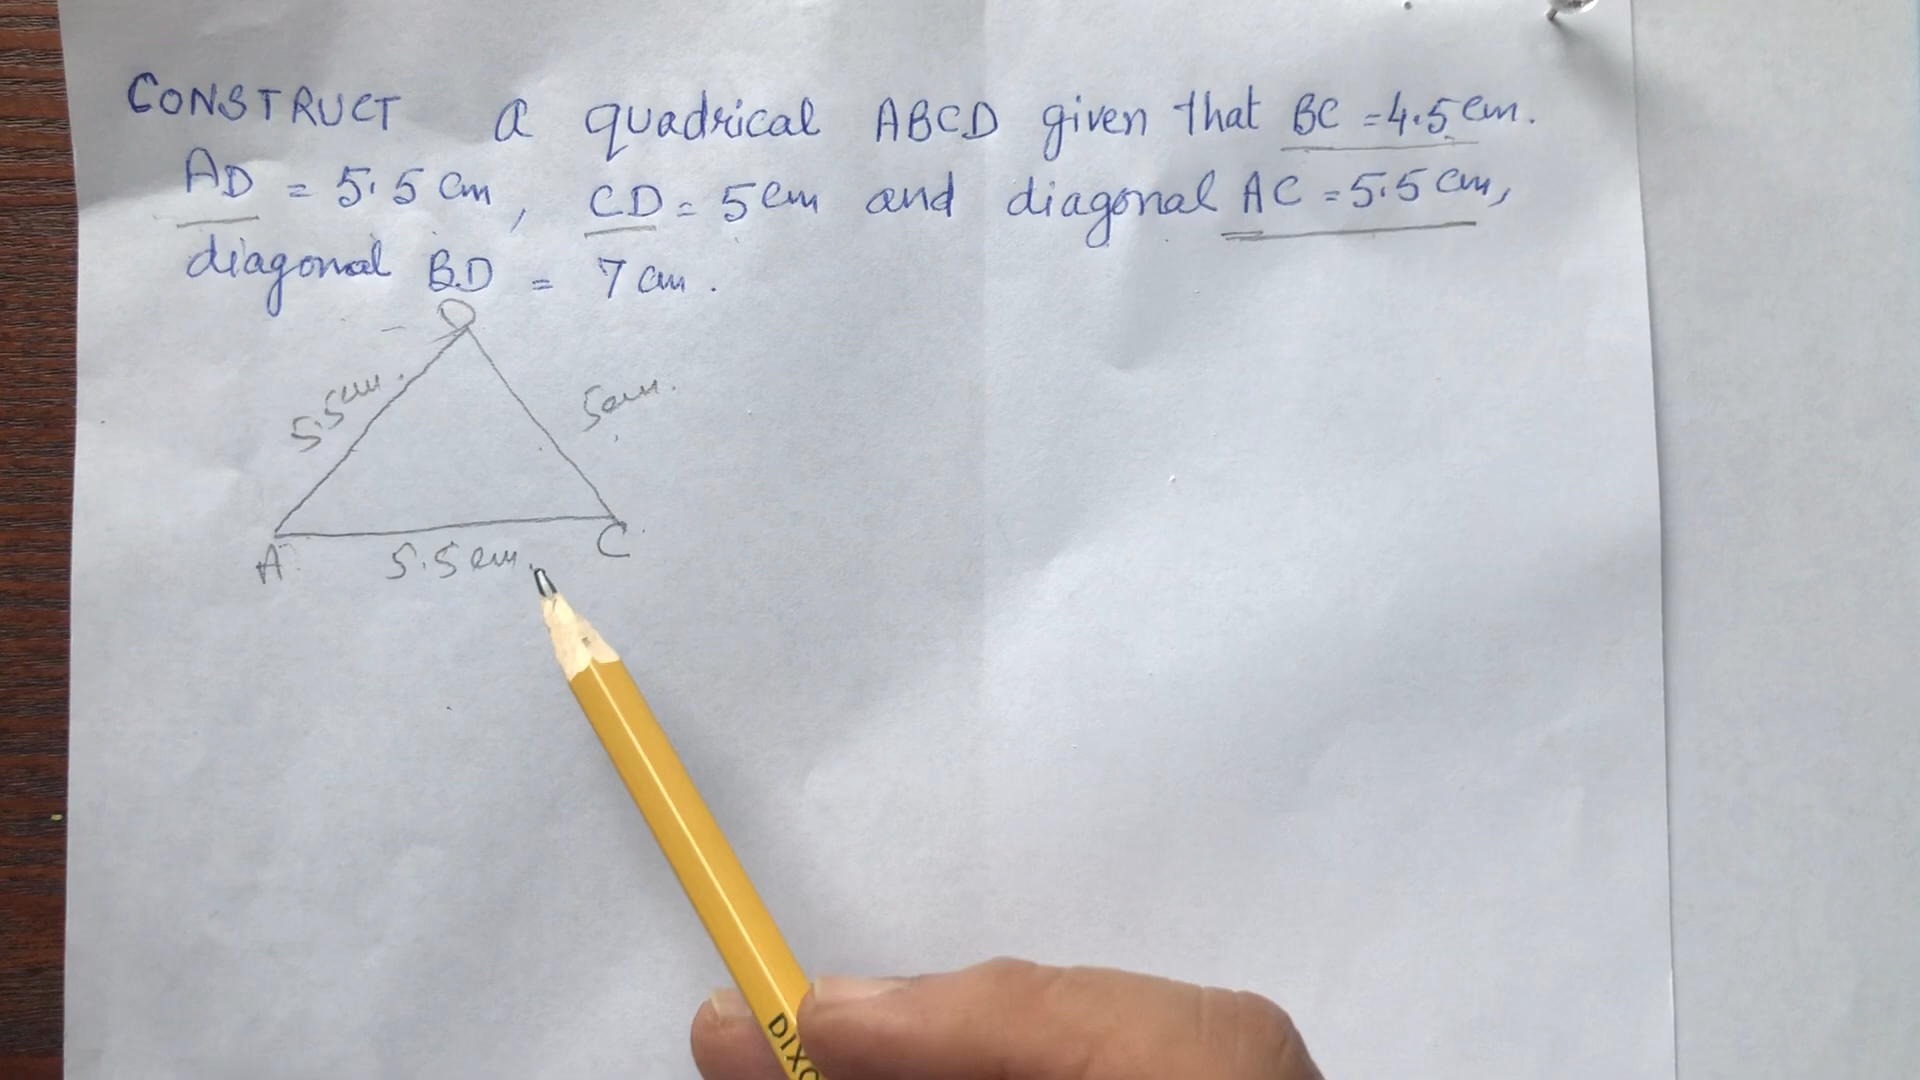 CONSTRUCT a quadrical ABCD given that BC = 4.5 cm.
AD = 5.5 cm, CD = 5 cm and diagonal AC = 5.5 cm,
diagonal BD = 7 cm.
D
5.5 cm.
5 cm.
A
5.5 cm.
C
DIXO